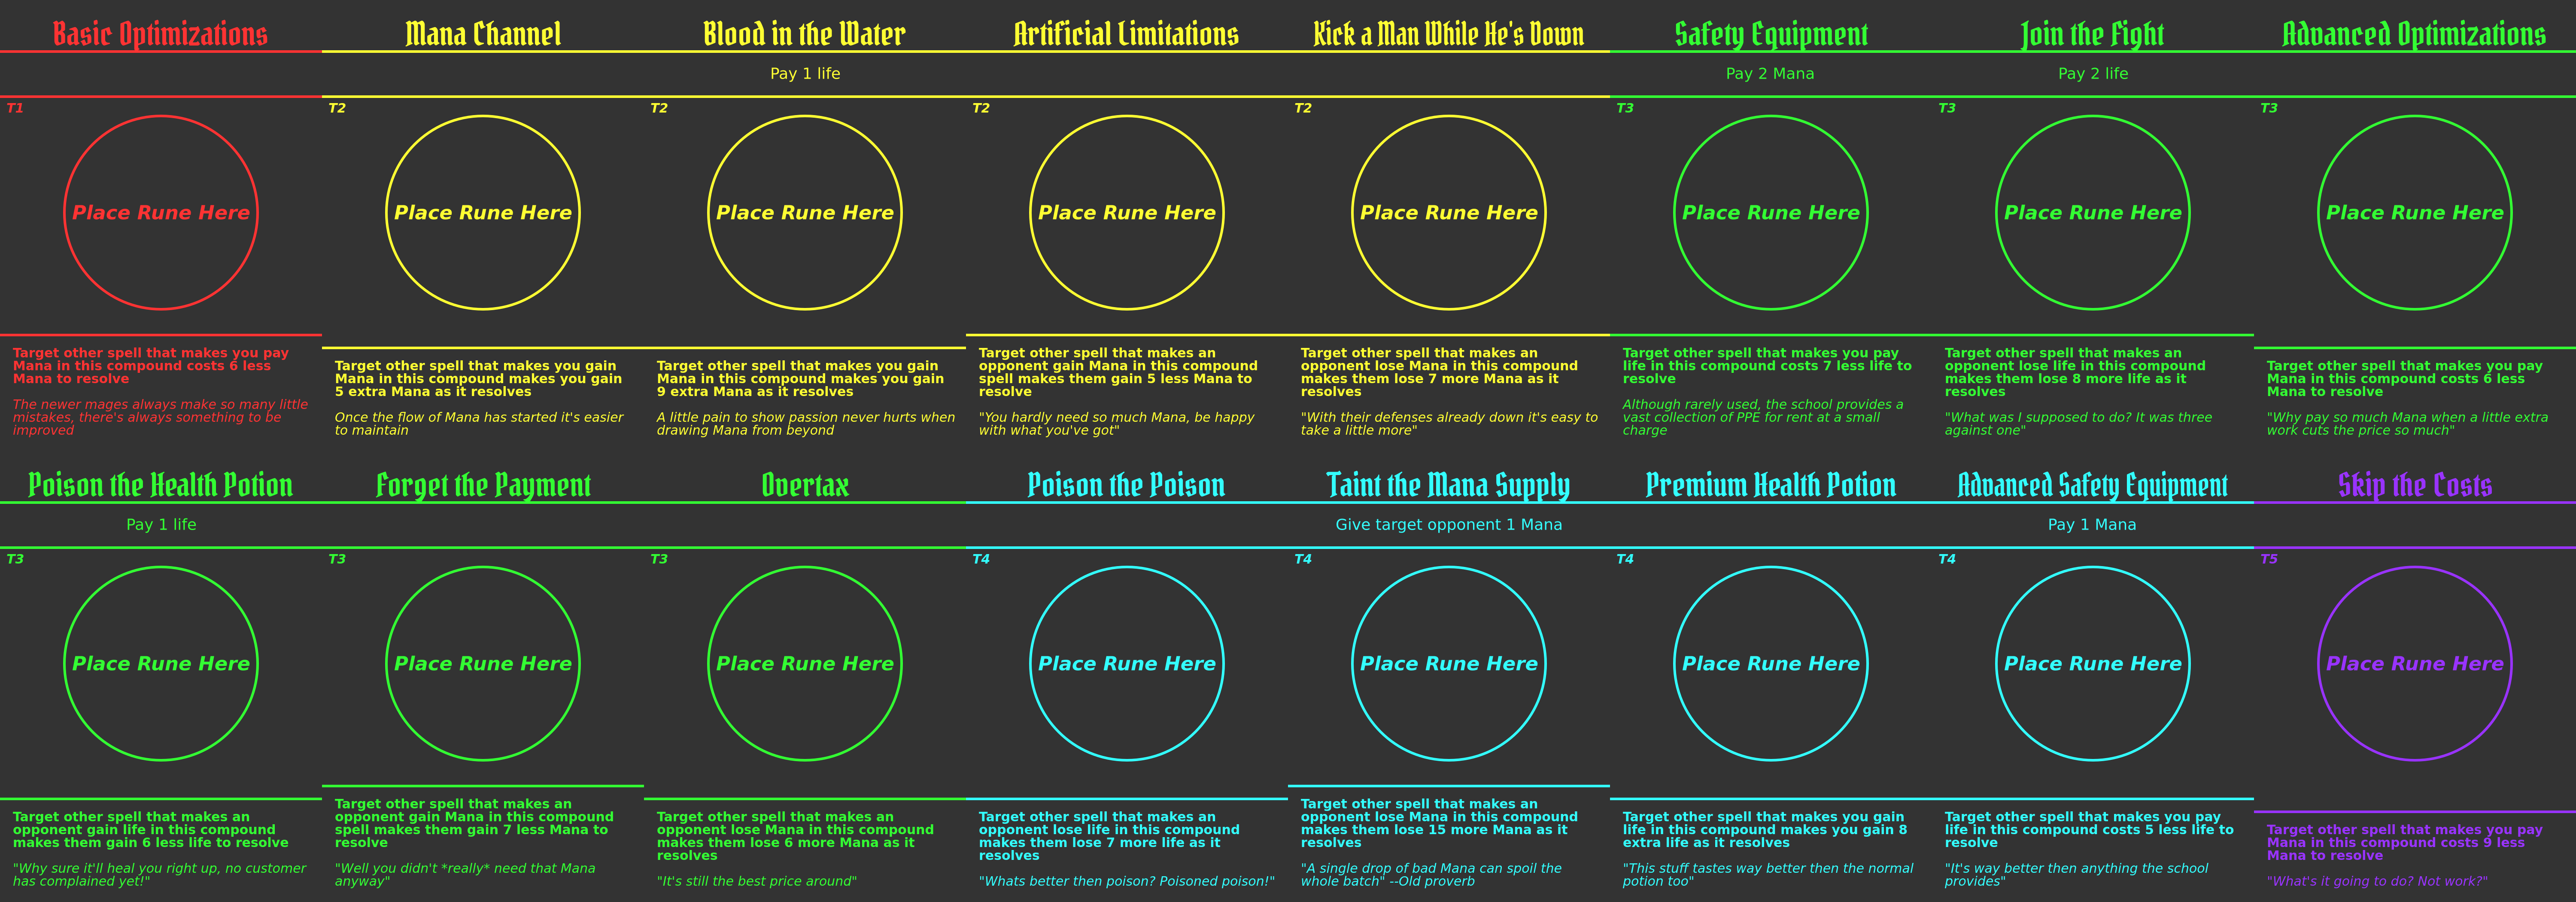 Basic Optimizations
T1
Place Rune Here
Target other spell that makes you pay
Mana in this compound costs 6 less
Mana to resolve
The newer mages always make so many little
mistakes, there's always something to be
improved
Mana Channel
T2
Place Rune Here
Target other spell that makes you gain
Mana in this compound makes you gain
5 extra Mana as it resolves
Once the flow of Mana has started it's easier
to maintain
Blood in the Water
Pay 1 life
T2
Place Rune Here
Target other spell that makes you gain
Mana in this compound makes you gain
9 extra Mana as it resolves
A little pain to show passion never hurts when
drawing Mana from beyond
Artificial Limitations
T2
Place Rune Here
Target other spell that makes an
opponent gain Mana in this compound
spell makes them gain 5 less Mana to
resolve
"You hardly need so much Mana, be happy
with what you've got"
Kick a Man While He's Down
T2
Place Rune Here
Target other spell that makes an
opponent lose Mana in this compound
makes them lose 7 more Mana as it
resolves
"With their defenses already down it's easy to
take a little more"
Safety Equipment
Pay 2 Mana
T3
Place Rune Here
Target other spell that makes you pay
life in this compound costs 7 less life to
resolve
Although rarely used, the school provides a
vast collection of PPE for rent at a small
charge
Join the Fight
Pay 2 life
T3
Place Rune Here
Target other spell that makes an
opponent lose life in this compound
makes them lose 8 more life as it
resolves
"What was I supposed to do? It was three
against one"
Advanced Optimizations
T3
Place Rune Here
Target other spell that makes you pay
Mana in this compound costs 6 less
Mana to resolve
"Why pay so much Mana when a little extra
work cuts the price so much"
Poison the Health Potion
Pay 1 life
T3
Place Rune Here
Target other spell that makes an
opponent gain life in this compound
makes them gain 6 less life to resolve
"Why sure it'll heal you right up, no customer
has complained yet!"
Forget the Payment
T3
Place Rune Here
Target other spell that makes an
opponent gain Mana in this compound
spell makes them gain 7 less Mana to
resolve
"Well you didn't *really* need that Mana
anyway"
Overtax
T3
Place Rune Here
Target other spell that makes an
opponent lose Mana in this compound
makes them lose 6 more Mana as it
resolves
"It's still the best price around"
Poison the Poison
T4
Place Rune Here
Target other spell that makes an
opponent lose life in this compound
makes them lose 7 more life as it
resolves
"Whats better then poison? Poisoned poison!"
Taint the Mana Supply
Give target opponent 1 Mana
T4
Place Rune Here
Target other spell that makes an
opponent lose Mana in this compound
makes them lose 15 more Mana as it
resolves
"A single drop of bad Mana can spoil the
whole batch" --Old proverb
Premium Health Potion
T4
Place Rune Here
Target other spell that makes you gain
life in this compound makes you gain 8
extra life as it resolves
"This stuff tastes way better then the normal
potion too"
Advanced Safety Equipment
Pay 1 Mana
T4
Place Rune Here
Target other spell that makes you pay
life in this compound costs 5 less life to
resolve
"It's way better then anything the school
provides"
Skip the Costs
T5
Place Rune Here
Target other spell that makes you pay
Mana in this compound costs 9 less
Mana to resolve
"What's it going to do? Not work?"